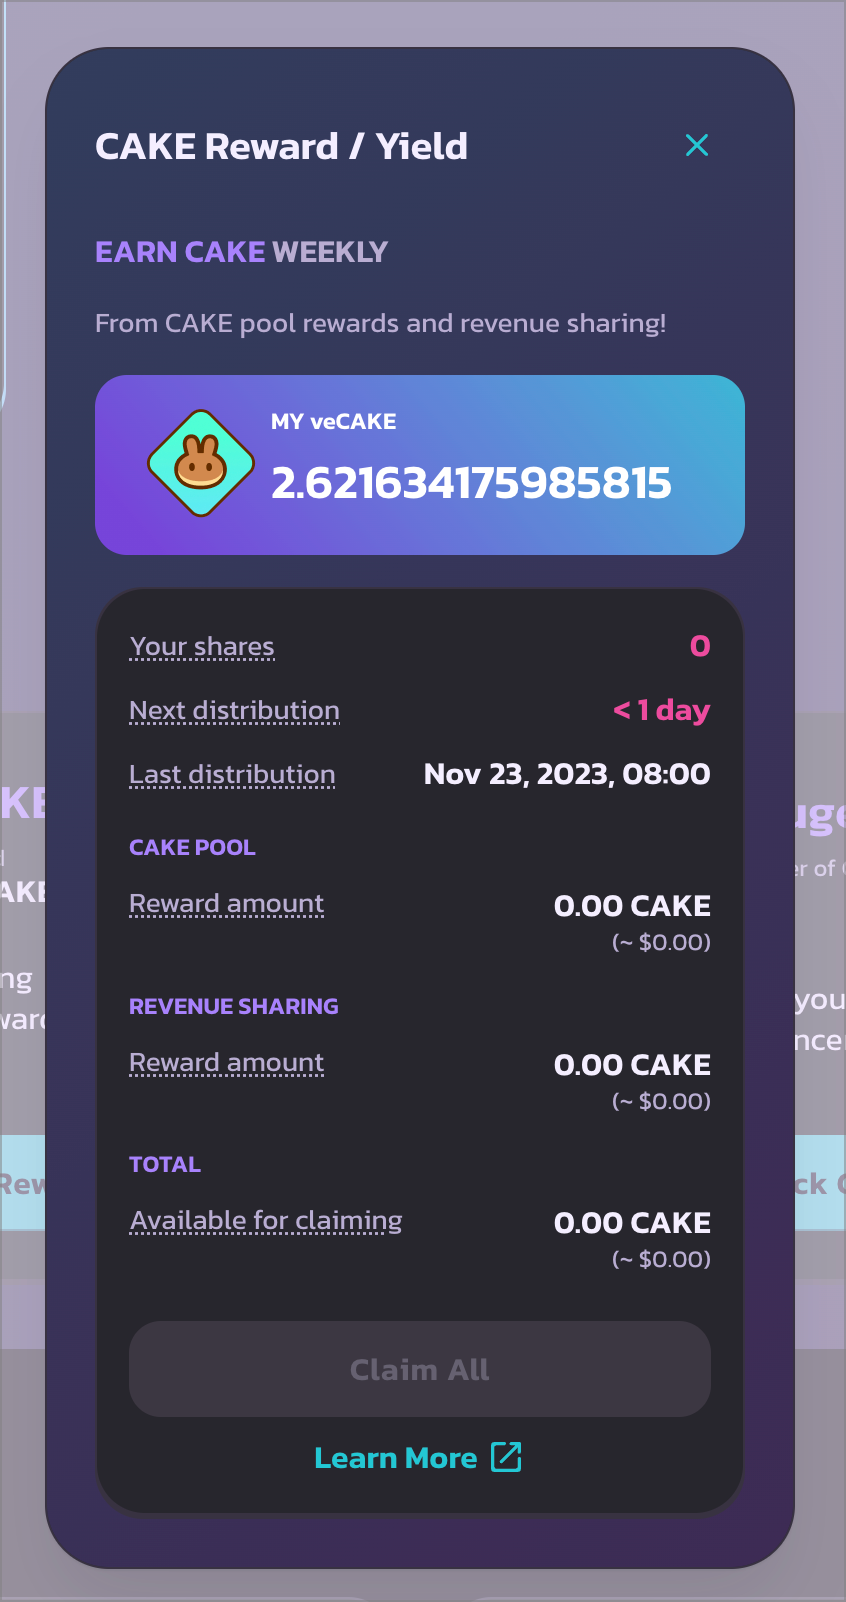 CAKE Reward / Yield
EARN CAKE WEEKLY
From CAKE pool rewards and revenue sharing!
MY veCAKE
2.621634175985815
Your shares 0
Next distribution < 1 day
Last distribution Nov 23, 2023, 08:00
CAKE POOL
Reward amount 0.00 CAKE
(~ $0.00)
REVENUE SHARING
Reward amount 0.00 CAKE
(~ $0.00)
TOTAL
Available for claiming 0.00 CAKE
(~ $0.00)
Claim All
Learn More